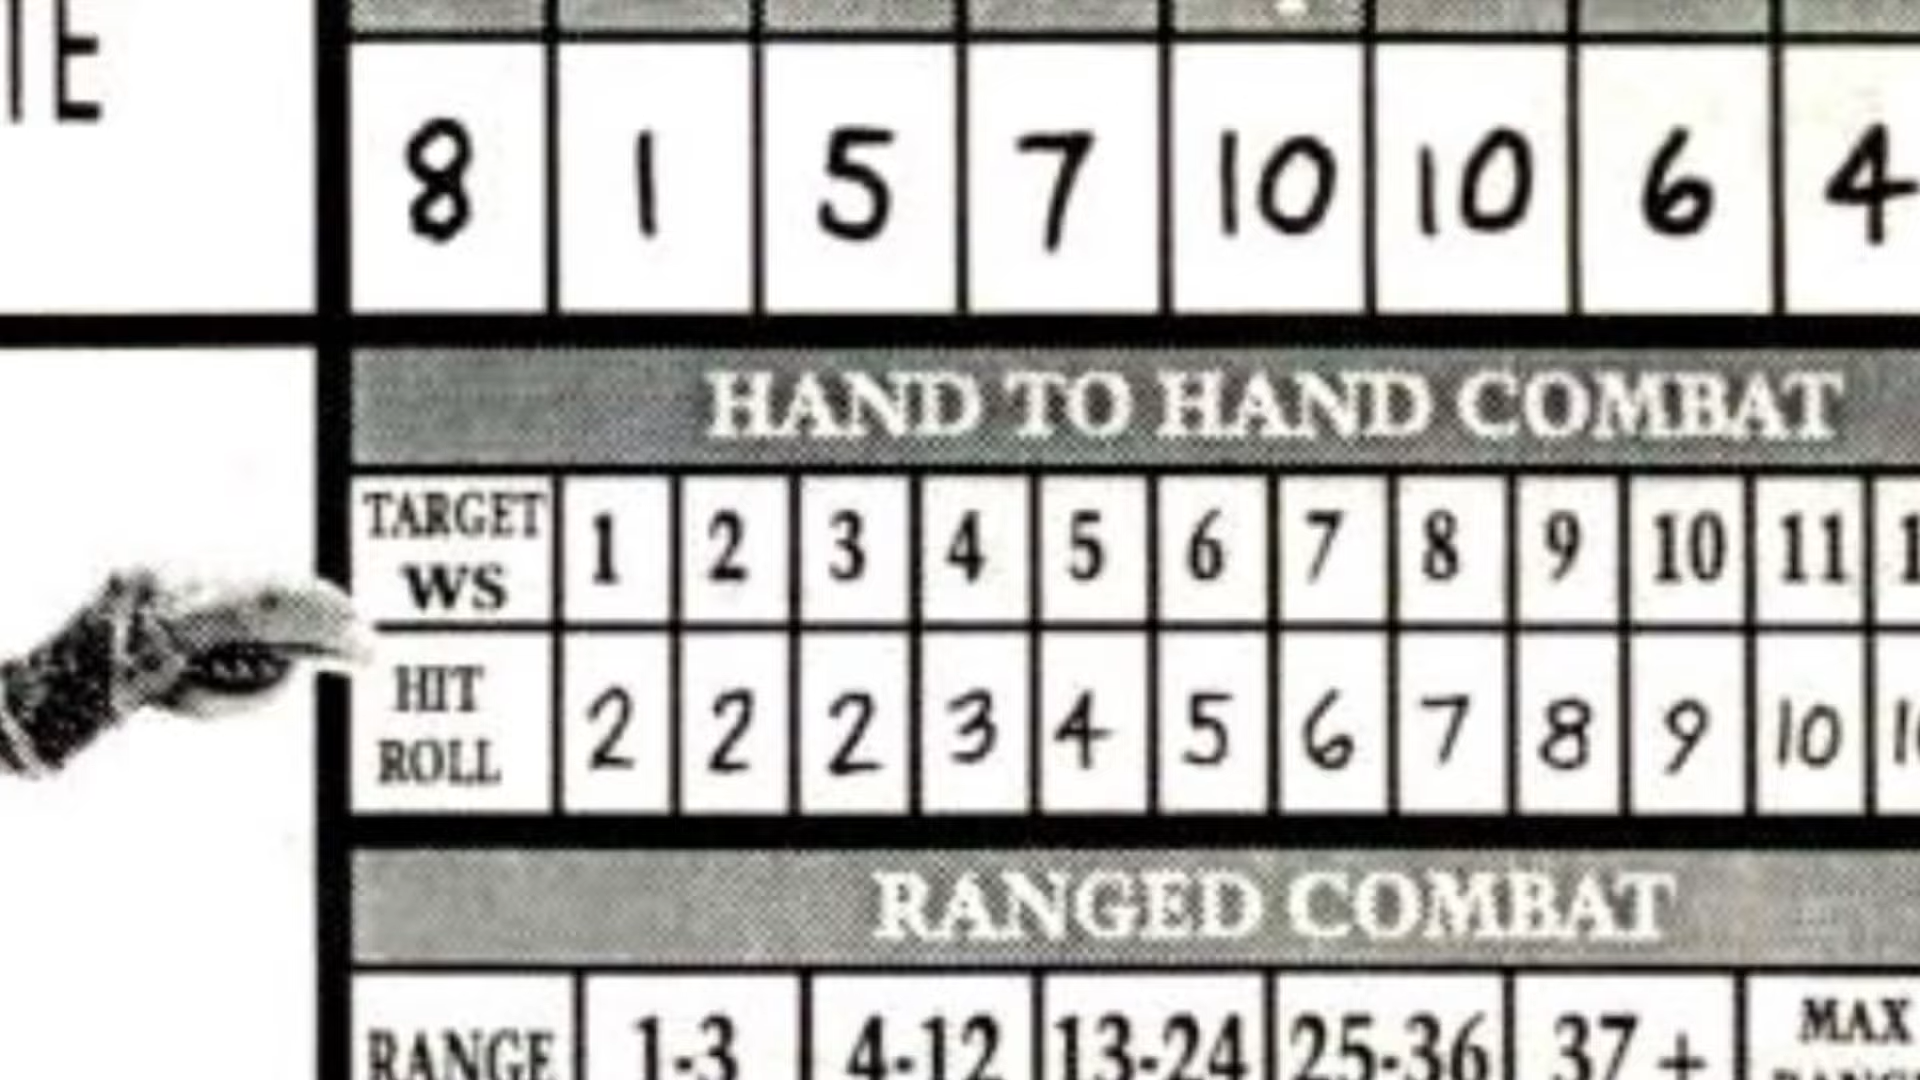 TE
8 1 5 7 10 10 6 4
HAND TO HAND COMBAT
TARGET WS 1 2 3 4 5 6 7 8 9 10 11
HIT ROLL 2 2 2 3 4 5 6 7 8 9 10
RANGED COMBAT
RANGE 1-3 4-12 13-24 25-36 37 + MAX